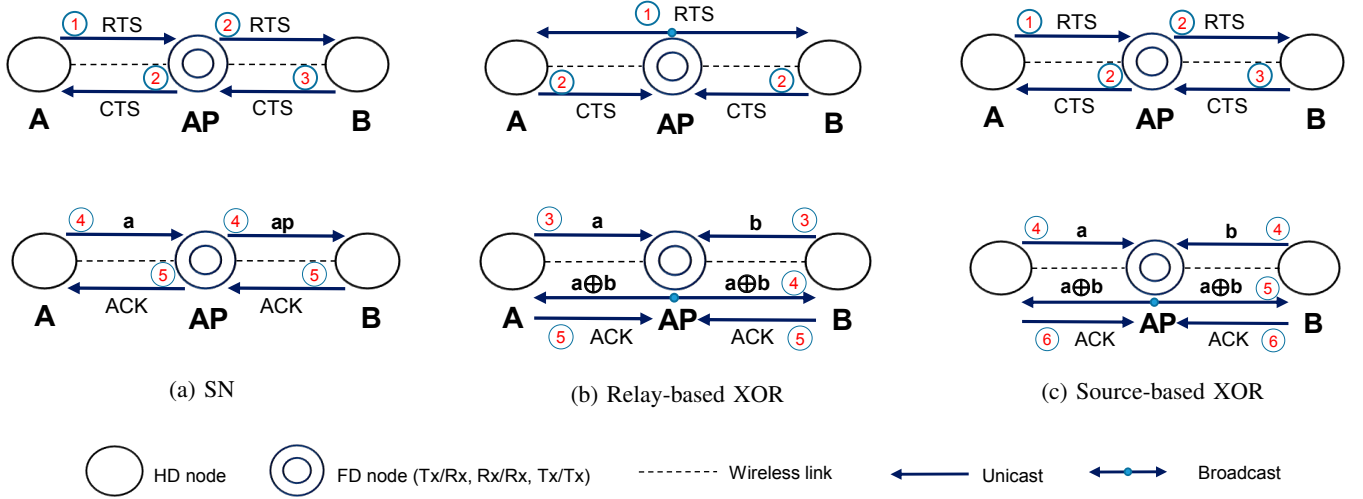 1 RTS 2 RTS
2 3
CTS CTS
A AP B
4 a 4 ap
5 5
ACK ACK
A AP B
(a) SN
1 RTS
2 2
CTS CTS
A AP B
3 a b 3
a⊕b a⊕b 4
A AP B
5 ACK ACK 5
(b) Relay-based XOR
1 RTS 2 RTS
2 3
CTS CTS
A AP B
4 a b 4
a⊕b a⊕b 5
A AP B
6 ACK ACK 6
(c) Source-based XOR
HD node FD node (Tx/Rx, Rx/Rx, Tx/Tx) Wireless link Unicast Broadcast